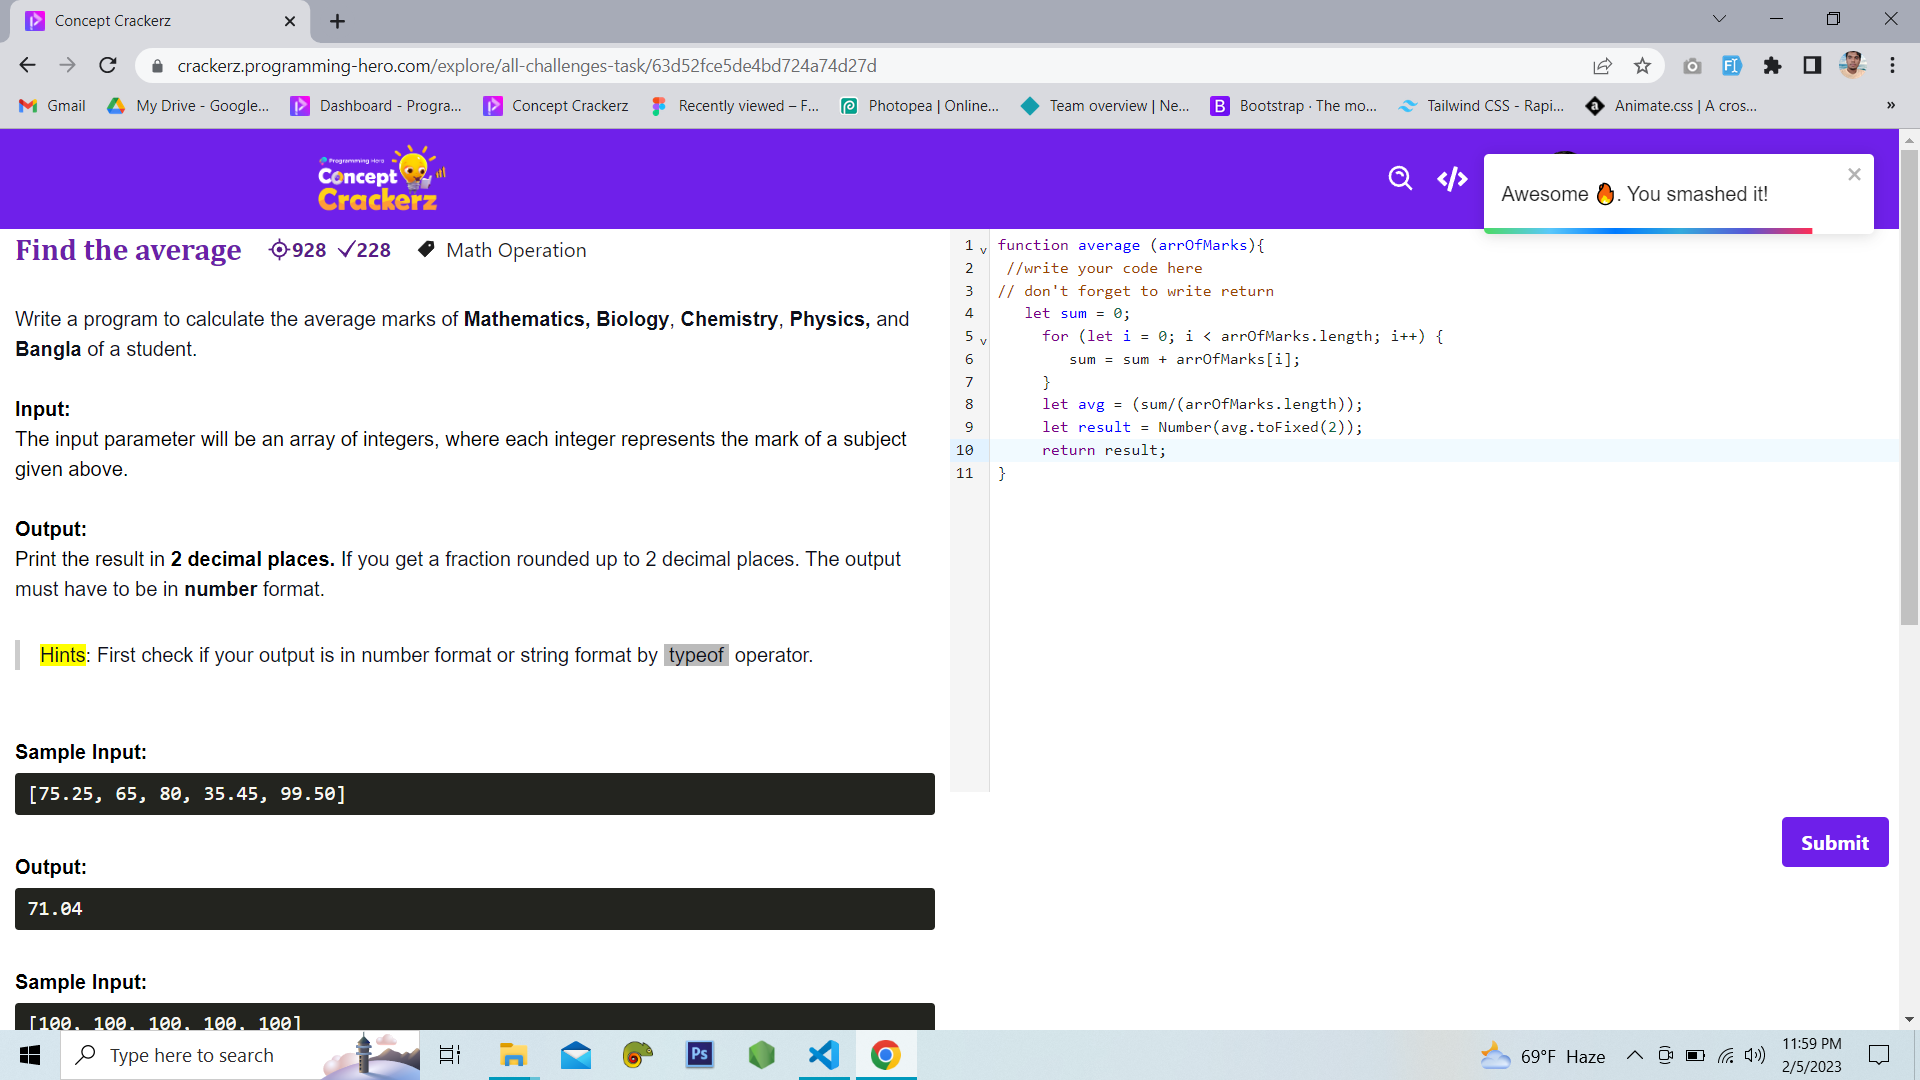 Concept Crackerz
crackerz.programming-hero.com/explore/all-challenges-task/63d52fce5de4bd724a74d27d
Gmail
My Drive - Google...
Dashboard - Progra...
Concept Crackerz
Recently viewed – F...
Photopea | Online...
Team overview | Ne...
Bootstrap · The mo...
Tailwind CSS - Rapi...
Animate.css | A cros...
»
Programming Hero
Concept
Crackerz
Awesome 🔥. You smashed it!
Find the average
928
228
Math Operation
Write a program to calculate the average marks of Mathematics, Biology, Chemistry, Physics, and
Bangla of a student.
Input:
The input parameter will be an array of integers, where each integer represents the mark of a subject
given above.
Output:
Print the result in 2 decimal places. If you get a fraction rounded up to 2 decimal places. The output
must have to be in number format.
Hints: First check if your output is in number format or string format by typeof operator.
Sample Input:
[75.25, 65, 80, 35.45, 99.50]
Output:
71.04
Sample Input:
[100, 100, 100, 100, 100]
1 function average (arrOfMarks){
2 //write your code here
3 // don't forget to write return
4 let sum = 0;
5 for (let i = 0; i < arrOfMarks.length; i++) {
6 sum = sum + arrOfMarks[i];
7 }
8 let avg = (sum/(arrOfMarks.length));
9 let result = Number(avg.toFixed(2));
10 return result;
11 }
Submit
Type here to search
Ps
69°F Haze
11:59 PM
2/5/2023